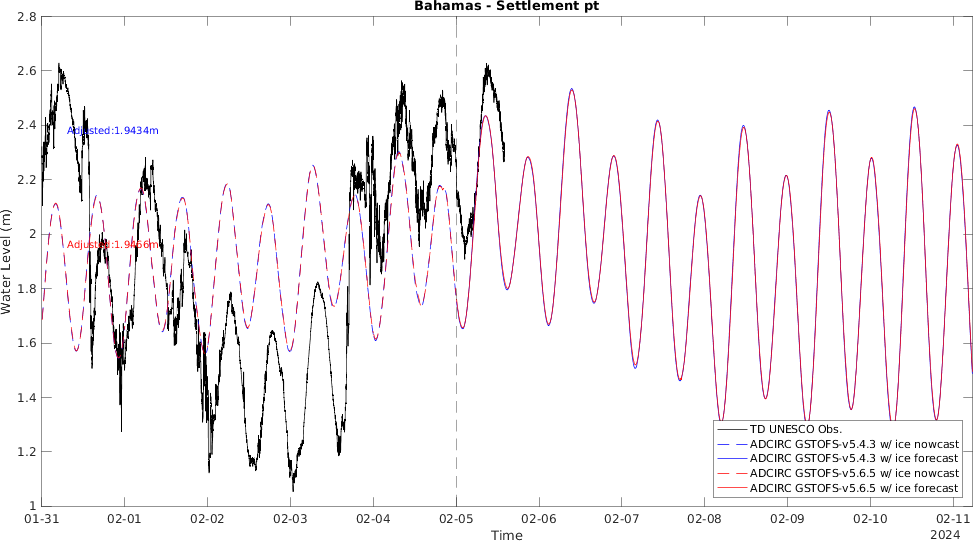 Bahamas - Settlement pt
2.8
2.6
2.4
2.2
2
1.8
1.6
1.4
1.2
1
Water Level (m)
Adjusted:1.9434m
Adjusted:1.9456m
TD UNESCO Obs.
ADCIRC GSTOFS-v5.4.3 w/ ice nowcast
ADCIRC GSTOFS-v5.4.3 w/ ice forecast
ADCIRC GSTOFS-v5.6.5 w/ ice nowcast
ADCIRC GSTOFS-v5.6.5 w/ ice forecast
01-31 02-01 02-02 02-03 02-04 02-05 02-06 02-07 02-08 02-09 02-10 02-11
Time
2024